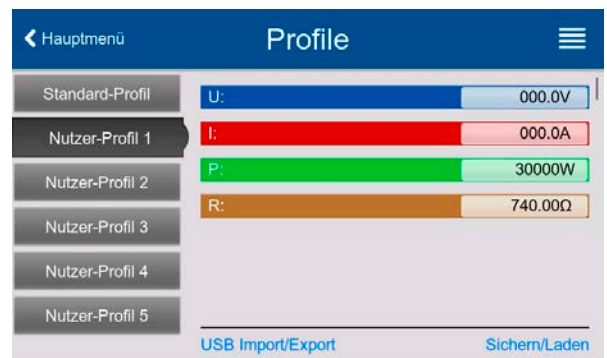 Hauptmenü
Profile
Standard-Profil
Nutzer-Profil 1
Nutzer-Profil 2
Nutzer-Profil 3
Nutzer-Profil 4
Nutzer-Profil 5
U: 000.0V
I: 000.0A
P: 30000W
R: 740.00Ω
USB Import/Export
Sichern/Laden